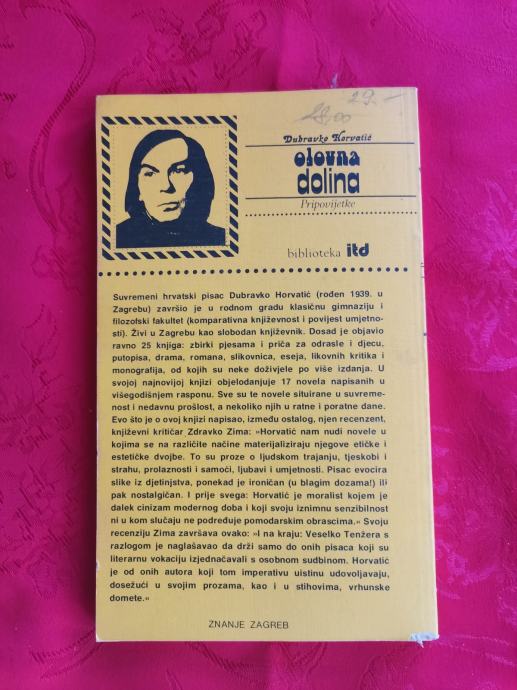 29.-
28,00
Dubravko Horvatić
olovna
dolina
Pripovijetke
biblioteka itd
Suvremeni hrvatski pisac Dubravko Horvatić (rođen 1939. u
Zagrebu) završio je u rodnom gradu klasičnu gimnaziju i
filozofski fakultet (komparativna književnost i povijest umjetno-
sti). Živi u Zagrebu kao slobodan književnik. Dosad je objavio
ravno 25 knjiga: zbirki pjesama i priča za odrasle i djecu,
putopisa, drama, romana, slikovnica, eseja, likovnih kritika i
monografija, od kojih su neke doživjele po više izdanja. U
svojoj najnovijoj knjizi objelodanjuje 17 novela napisanih u
višegodišnjem rasponu. Sve su te novele situirane u suvreme-
nost i nedavnu prošlost, a nekoliko njih u ratne i poratne dane.
Evo što je o ovoj knjizi napisao, između ostalog, njen recenzent,
književni kritičar Zdravko Zima: »Horvatić nam nudi novele u
kojima se na različite načine materijaliziraju njegove etičke i
estetičke dvojbe. To su proze o ljudskom trajanju, tjeskobi i
strahu, prolaznosti i samoći, ljubavi i umjetnosti. Pisac evocira
slike iz djetinjstva, ponekad je ironičan (u blagim dozama!) ili
pak nostalgičan. I prije svega: Horvatić je moralist kojem je
dalek cinizam modernog doba i koji svoju iznimnu senzibilnost
ni u kom slučaju ne podređuje pomodarskim obrascima.« Svoju
recenziju Zima završava ovako: »I na kraju: Veselko Tenžera s
razlogom je naglašavao da drži samo do onih pisaca koji su
literarnu vokaciju izjednačavali s osobnom sudbinom. Horvatić
je od onih autora koji tom imperativu uistinu udovoljavaju,
dosežući u svojim prozama, kao i u stihovima, vrhunske
domete.«
ZNANJE ZAGREB